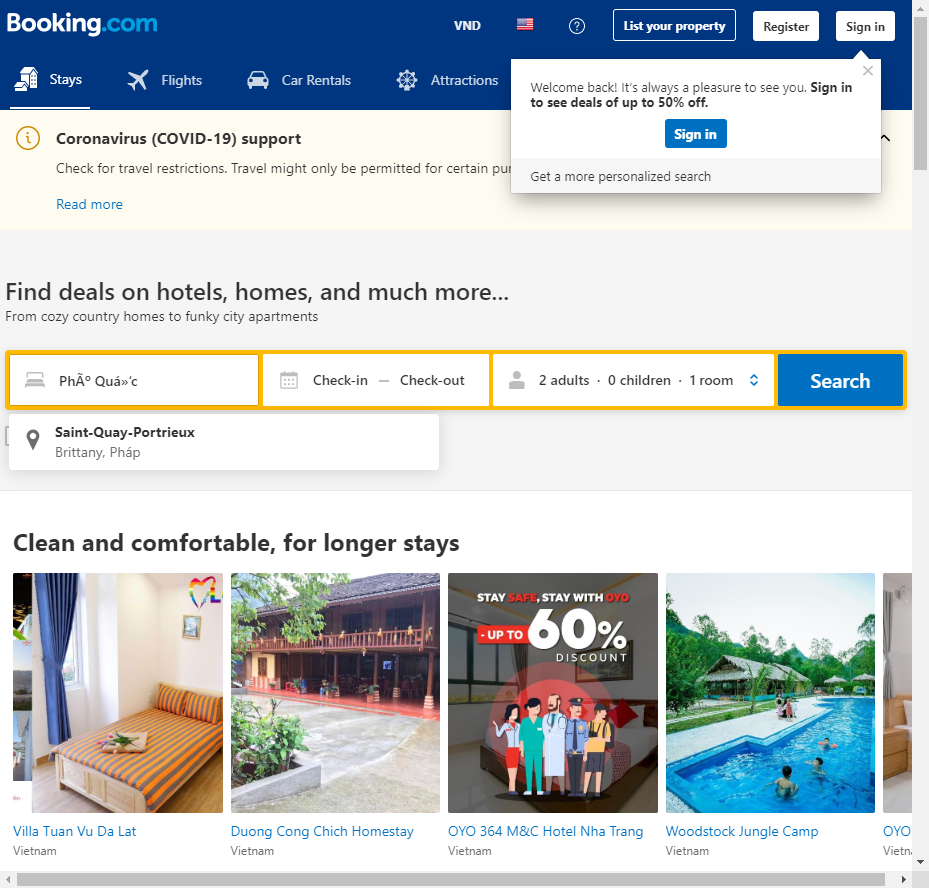 Booking.com
VND
List your property
Register
Sign in
Stays
Flights
Car Rentals
Attractions
Welcome back! It's always a pleasure to see you. Sign in
to see deals of up to 50% off.
Sign in
Get a more personalized search
Coronavirus (COVID-19) support
Check for travel restrictions. Travel might only be permitted for certain pur
Read more
Find deals on hotels, homes, and much more...
From cozy country homes to funky city apartments
PhÃº Quá»‘c
Check-in — Check-out
2 adults · 0 children · 1 room
Search
Saint-Quay-Portrieux
Brittany, Pháp
Clean and comfortable, for longer stays
STAY SAFE, STAY WITH OYO
- UP TO 60%
DISCOUNT
Villa Tuan Vu Da Lat
Duong Cong Chich Homestay
OYO 364 M&C Hotel Nha Trang
Woodstock Jungle Camp
OYO
Vietnam
Vietnam
Vietnam
Vietnam
Vietn